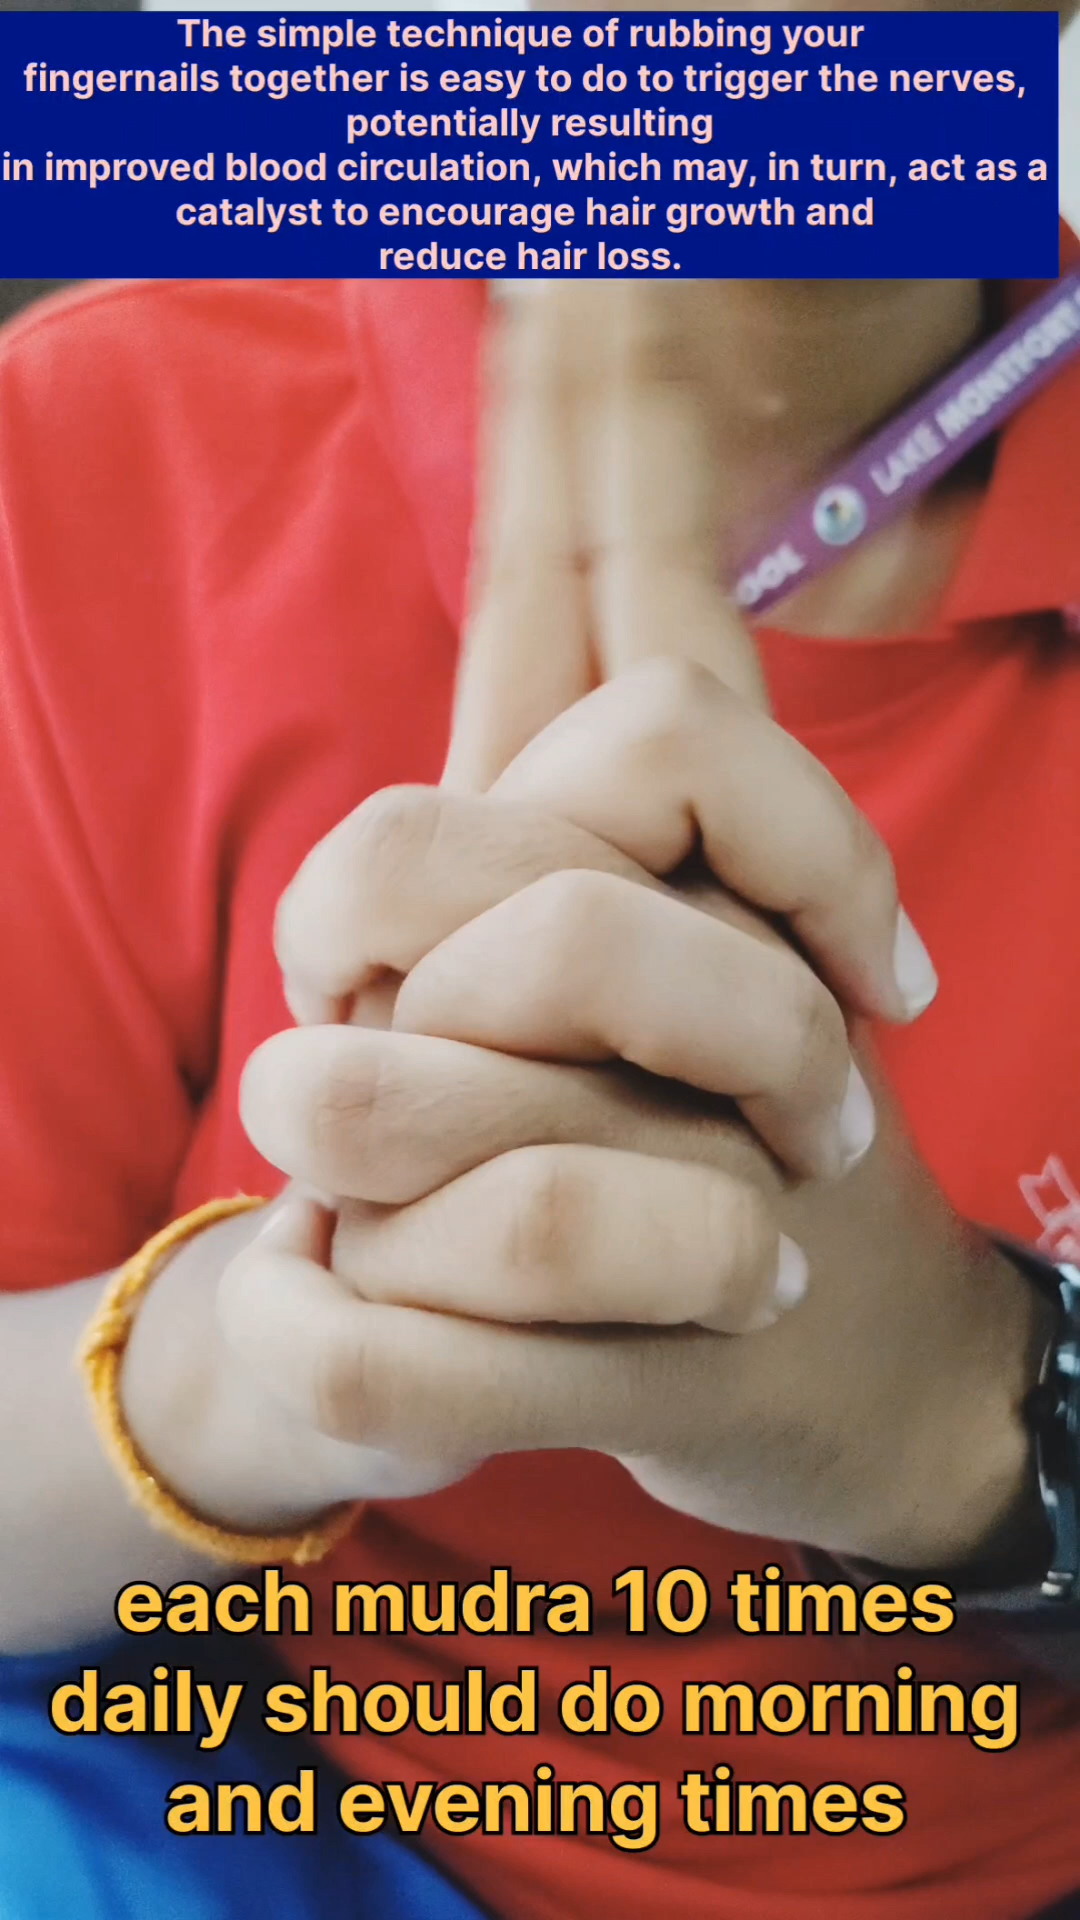 The simple technique of rubbing your
fingernails together is easy to do to trigger the nerves,
potentially resulting
in improved blood circulation, which may, in turn, act as a
catalyst to encourage hair growth and
reduce hair loss.
LAKE MONTFORT
OOL
each mudra 10 times
daily should do morning
and evening times